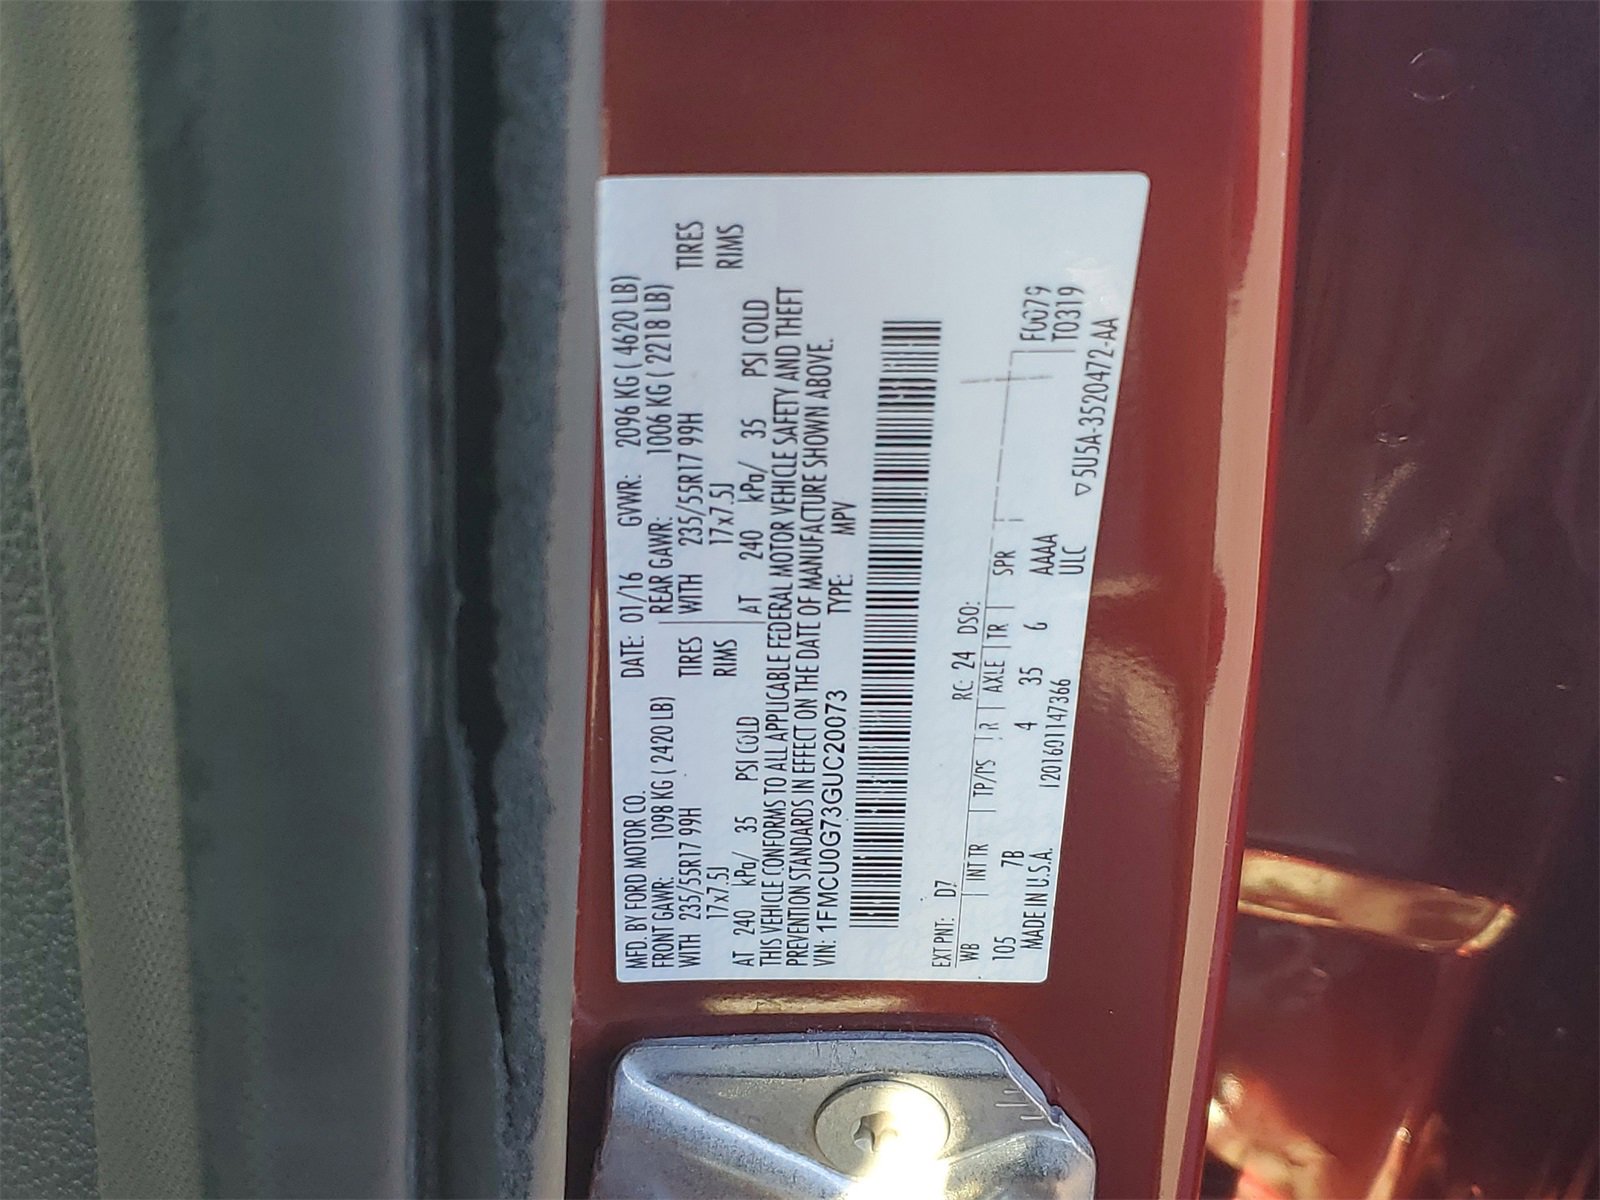 MFD. BY FORD MOTOR CO. DATE: 01/16 GVWR: 2096 KG ( 4620 LB)
FRONT GAWR: 1098 KG ( 2420 LB) REAR GAWR: 1006 KG ( 2218 LB)
WITH 235/55R17 99H TIRES WITH 235/55R17 99H TIRES
17x7.5J RIMS 17x7.5J RIMS
AT 240 kPa/ 35 PSI COLD AT 240 kPa/ 35 PSI COLD
THIS VEHICLE CONFORMS TO ALL APPLICABLE FEDERAL MOTOR VEHICLE SAFETY AND THEFT
PREVENTION STANDARDS IN EFFECT ON THE DATE OF MANUFACTURE SHOWN ABOVE.
VIN: 1FMCU0G73GUC20073 TYPE: MPV
EXT PNT: D7 RC: 24 DSO:
WB INT TR TP/PS R AXLE TR SPR F0079
105 7B 4 35 6 AAAA T0319
MADE IN U.S.A. 120160114 7366 ULC
5U5A-3520472-AA